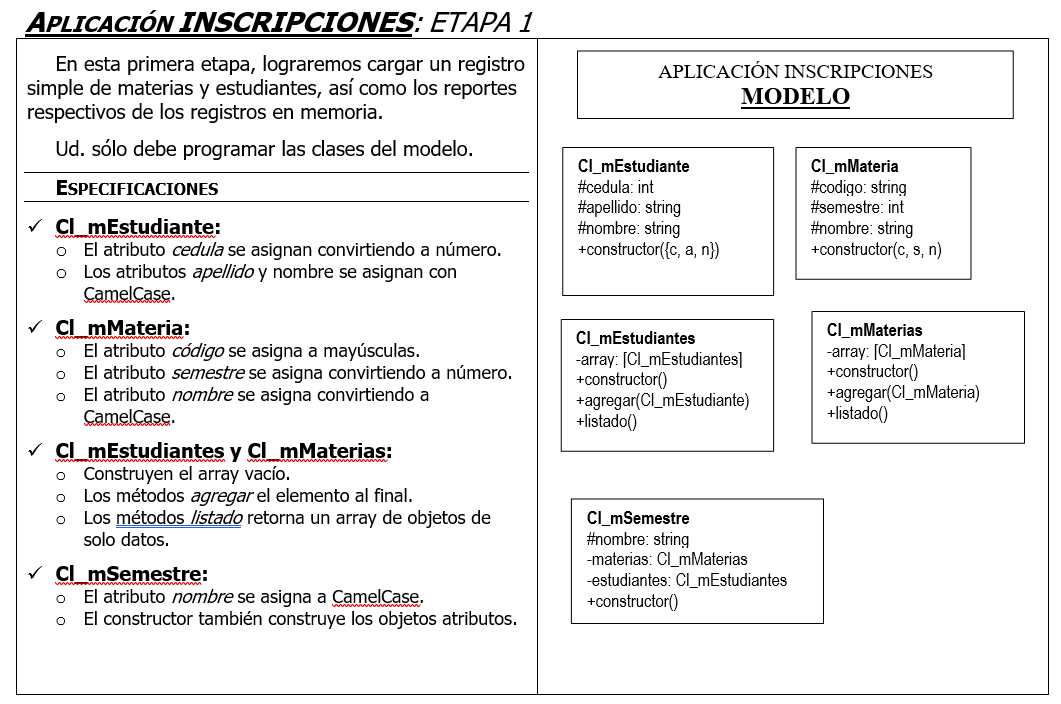 APLICACIÓN INSCRIPCIONES: ETAPA 1
En esta primera etapa, lograremos cargar un registro
simple de materias y estudiantes, así como los reportes
respectivos de los registros en memoria.
Ud. sólo debe programar las clases del modelo.
ESPECIFICACIONES
✓ Cl_mEstudiante:
o El atributo cedula se asignan convirtiendo a número.
o Los atributos apellido y nombre se asignan con
CamelCase.
✓ Cl_mMateria:
o El atributo código se asigna a mayúsculas.
o El atributo semestre se asigna convirtiendo a número.
o El atributo nombre se asigna convirtiendo a
CamelCase.
✓ Cl_mEstudiantes y Cl_mMaterias:
o Construyen el array vacío.
o Los métodos agregar el elemento al final.
o Los métodos listado retorna un array de objetos de
solo datos.
✓ Cl_mSemestre:
o El atributo nombre se asigna a CamelCase.
o El constructor también construye los objetos atributos.
APLICACIÓN INSCRIPCIONES
MODELO
Cl_mEstudiante
#cedula: int
#apellido: string
#nombre: string
+constructor({c, a, n})
Cl_mMateria
#codigo: string
#semestre: int
#nombre: string
+constructor(c, s, n)
Cl_mEstudiantes
-array: [Cl_mEstudiantes]
+constructor()
+agregar(Cl_mEstudiante)
+listado()
Cl_mMaterias
-array: [Cl_mMateria]
+constructor()
+agregar(Cl_mMateria)
+listado()
Cl_mSemestre
#nombre: string
-materias: Cl_mMaterias
-estudiantes: Cl_mEstudiantes
+constructor()